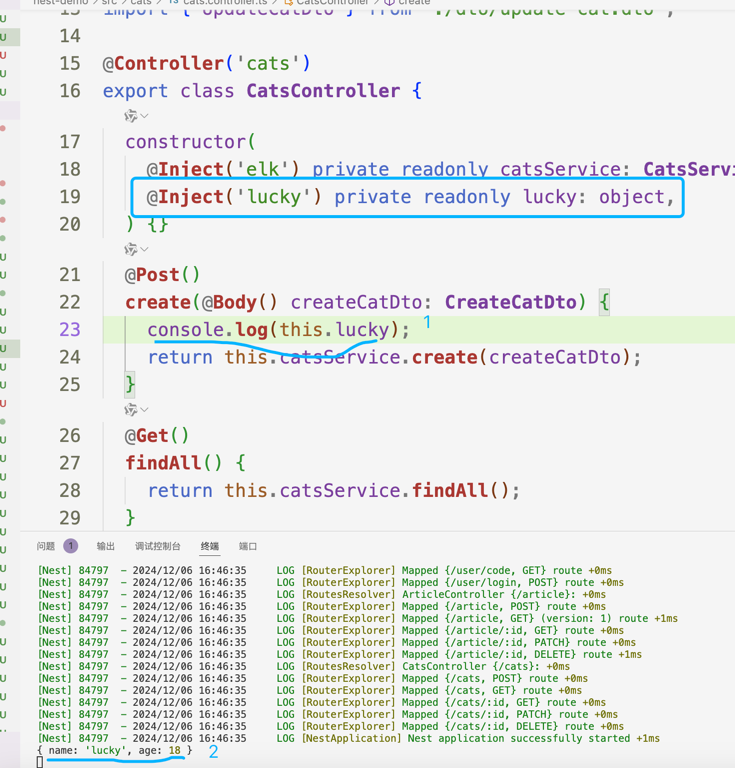 nest-demo > src > cats > TS cats.controller.ts > CatsController > create
13 import { UpdateCatDto } from './dto/update-cat.dto';
14
15 @Controller('cats')
16 export class CatsController {
17 constructor(
18 @Inject('elk') private readonly catsService: CatsServi
19 @Inject('lucky') private readonly lucky: object,
20 ) {}
21 @Post()
22 create(@Body() createCatDto: CreateCatDto) {
23 console.log(this.lucky); 1
24 return this.catsService.create(createCatDto);
25 }
26 @Get()
27 findAll() {
28 return this.catsService.findAll();
29 }
问题 1 输出 调试控制台 终端 端口
[Nest] 84797 - 2024/12/06 16:46:35 LOG [RouterExplorer] Mapped {/user/code, GET} route +0ms
[Nest] 84797 - 2024/12/06 16:46:35 LOG [RouterExplorer] Mapped {/user/login, POST} route +0ms
[Nest] 84797 - 2024/12/06 16:46:35 LOG [RoutesResolver] ArticleController {/article}: +0ms
[Nest] 84797 - 2024/12/06 16:46:35 LOG [RouterExplorer] Mapped {/article, POST} route +0ms
[Nest] 84797 - 2024/12/06 16:46:35 LOG [RouterExplorer] Mapped {/article, GET} (version: 1) route +1ms
[Nest] 84797 - 2024/12/06 16:46:35 LOG [RouterExplorer] Mapped {/article/:id, GET} route +0ms
[Nest] 84797 - 2024/12/06 16:46:35 LOG [RouterExplorer] Mapped {/article/:id, PATCH} route +0ms
[Nest] 84797 - 2024/12/06 16:46:35 LOG [RouterExplorer] Mapped {/article/:id, DELETE} route +1ms
[Nest] 84797 - 2024/12/06 16:46:35 LOG [RoutesResolver] CatsController {/cats}: +0ms
[Nest] 84797 - 2024/12/06 16:46:35 LOG [RouterExplorer] Mapped {/cats, POST} route +0ms
[Nest] 84797 - 2024/12/06 16:46:35 LOG [RouterExplorer] Mapped {/cats, GET} route +0ms
[Nest] 84797 - 2024/12/06 16:46:35 LOG [RouterExplorer] Mapped {/cats/:id, GET} route +0ms
[Nest] 84797 - 2024/12/06 16:46:35 LOG [RouterExplorer] Mapped {/cats/:id, PATCH} route +0ms
[Nest] 84797 - 2024/12/06 16:46:35 LOG [RouterExplorer] Mapped {/cats/:id, DELETE} route +0ms
[Nest] 84797 - 2024/12/06 16:46:35 LOG [NestApplication] Nest application successfully started +1ms
{ name: 'lucky', age: 18 } 2